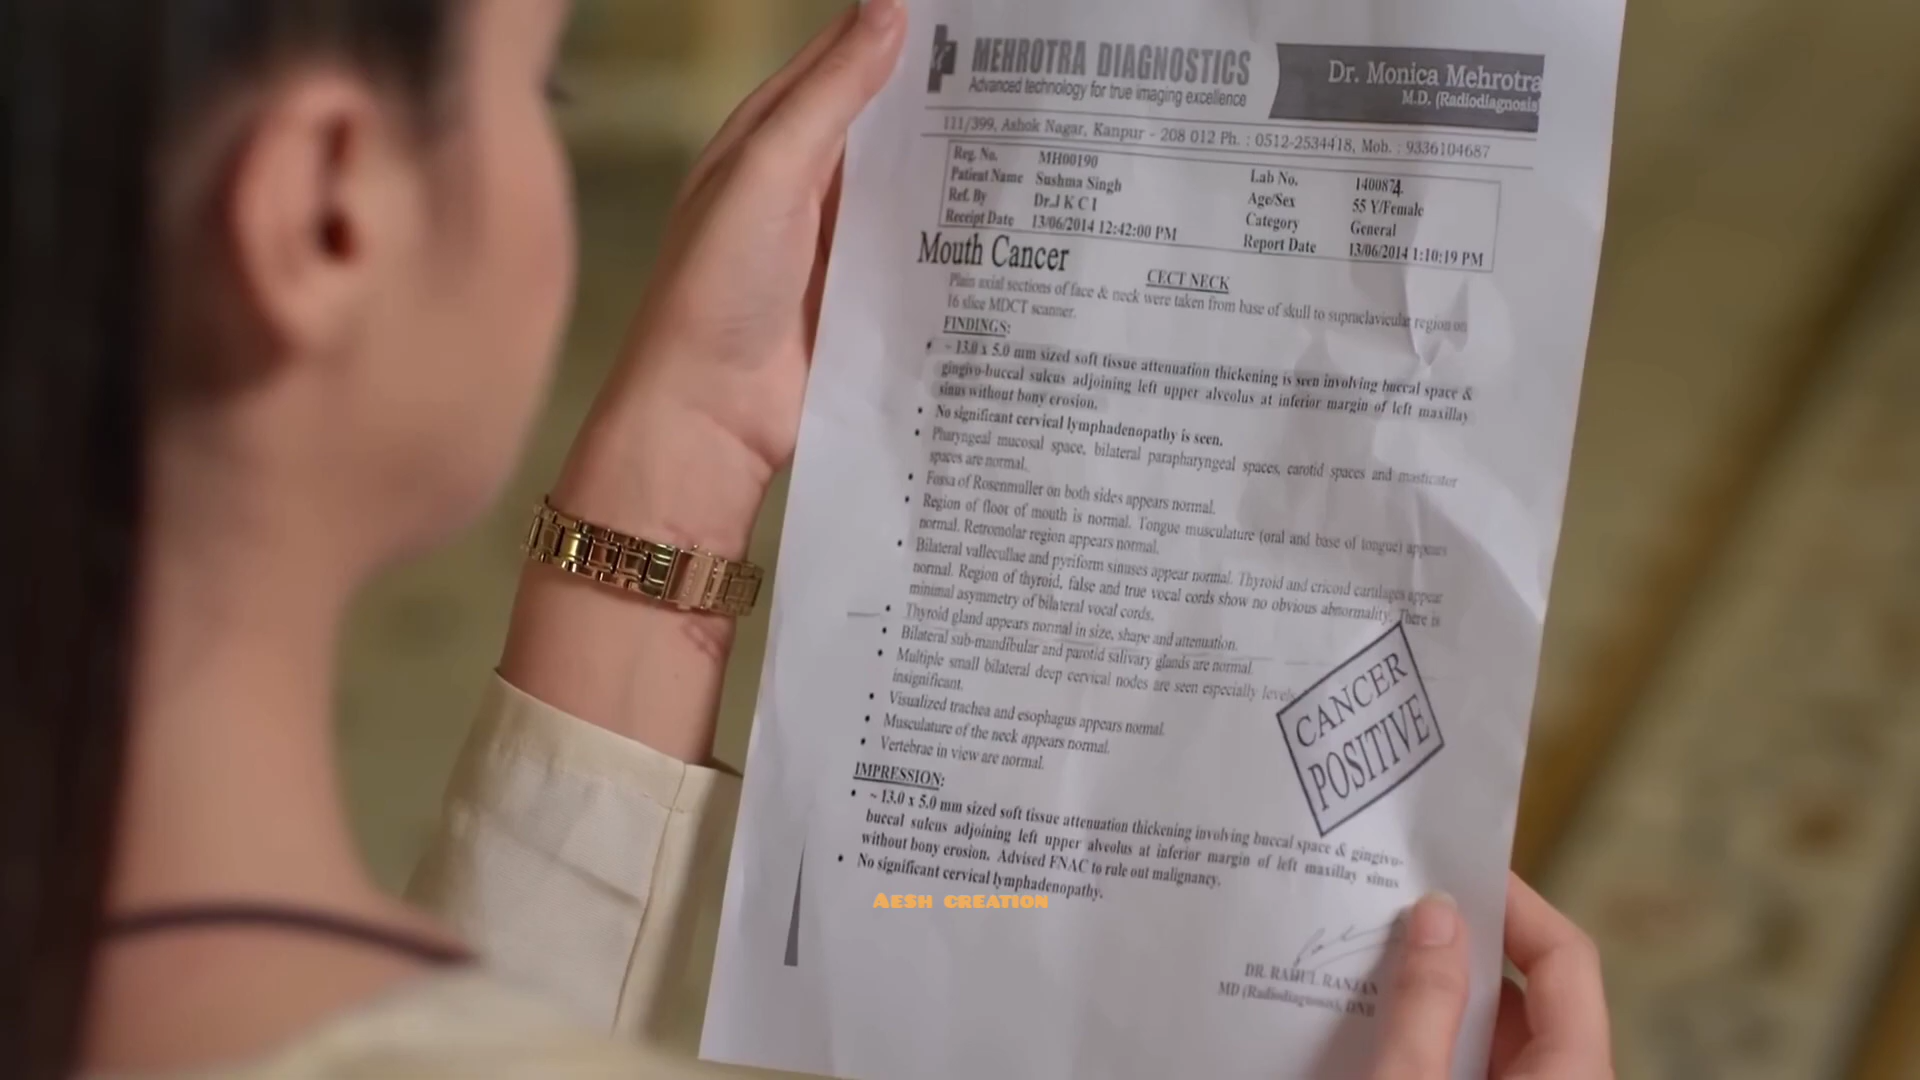 MEHROTRA DIAGNOSTICS
Advanced technology for true imaging excellence
Dr. Monica Mehrotra
M.D. (Radiodiagnosis)
111/399, Ashok Nagar, Kanpur - 208 012 Ph. : 0512-2534418, Mob. : 9336104687
Reg. No. MH00190 Lab No. 1400874
Patient Name Sushma Singh Age/Sex 55 Y/Female
Ref. By Dr.J K C I Category General
Receipt Date 13/06/2014 12:42:00 PM Report Date 13/06/2014 1:10:19 PM
Mouth Cancer
CECT NECK
Plain axial sections of face & neck were taken from base of skull to supraclavicular region on
16 slice MDCT scanner.
FINDINGS:
• ~ 13.0 x 5.0 mm sized soft tissue attenuation thickening is seen involving buccal space &
gingivo-buccal sulcus adjoining left upper alveolus at inferior margin of left maxillay
sinus without bony erosion.
• No significant cervical lymphadenopathy is seen.
• Pharyngeal mucosal space, bilateral parapharyngeal spaces, carotid spaces and masticator
spaces are normal.
• Fossa of Rosenmuller on both sides appears normal.
• Region of floor of mouth is normal. Tongue musculature (oral and base of tongue) appears
normal. Retromolar region appears normal.
• Bilateral vallecullae and pyriform sinuses appear normal. Thyroid and cricoid cartilages appear
normal. Region of thyroid, false and true vocal cords show no obvious abnormality. There is
minimal asymmetry of bilateral vocal cords.
• Thyroid gland appears normal in size, shape and attenuation.
• Bilateral sub-mandibular and parotid salivary glands are normal.
• Multiple small bilateral deep cervical nodes are seen especially levels
insignificant.
• Visualized trachea and esophagus appears normal.
• Musculature of the neck appears normal.
• Vertebrae in view are normal.
CANCER
POSITIVE
IMPRESSION:
• ~ 13.0 x 5.0 mm sized soft tissue attenuation thickening involving buccal space & gingivo-
buccal sulcus adjoining left upper alveolus at inferior margin of left maxillay sinus
without bony erosion. Advised FNAC to rule out malignancy.
• No significant cervical lymphadenopathy.
Aesh creation
DR. RAHUL RANJAN
MD (Radiodiagnosis), DNB